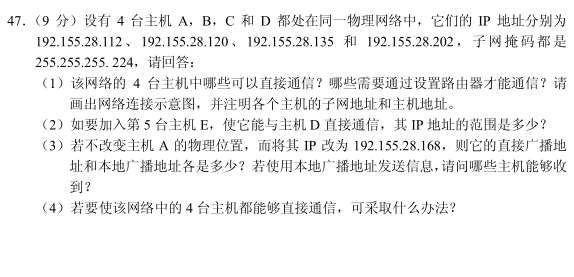 47．（9 分）设有 4 台主机 A，B，C 和 D 都处在同一物理网络中，它们的 IP 地址分别为
192.155.28.112、192.155.28.120、192.155.28.135 和 192.155.28.202，子网掩码都是
255.255.255. 224，请回答：
（1）该网络的 4 台主机中哪些可以直接通信？哪些需要通过设置路由器才能通信？请
画出网络连接示意图，并注明各个主机的子网地址和主机地址。
（2）如要加入第 5 台主机 E，使它能与主机 D 直接通信，其 IP 地址的范围是多少？
（3）若不改变主机 A 的物理位置，而将其 IP 改为 192.155.28.168，则它的直接广播地
址和本地广播地址各是多少？若使用本地广播地址发送信息，请问哪些主机能够收
到？
（4）若要使该网络中的 4 台主机都能够直接通信，可采取什么办法？